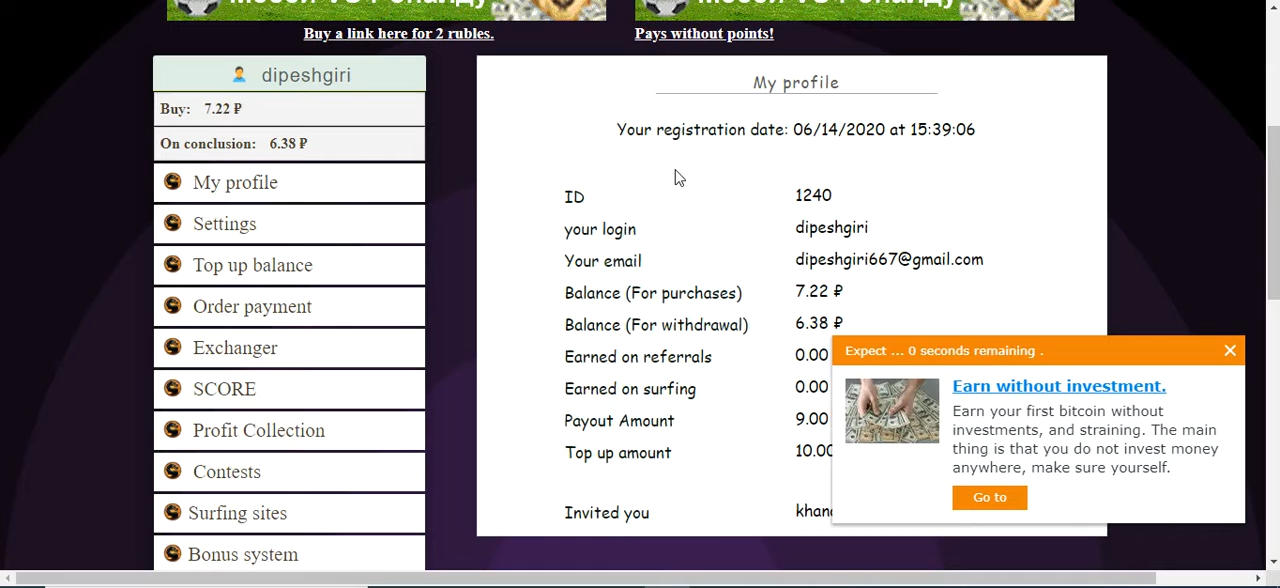 Buy a link here for 2 rubles.
Pays without points!
dipeshgiri
Buy: 7.22 ₽
On conclusion: 6.38 ₽
My profile
Settings
Top up balance
Order payment
Exchanger
SCORE
Profit Collection
Contests
Surfing sites
Bonus system
My profile
Your registration date: 06/14/2020 at 15:39:06
ID 1240
your login dipeshgiri
Your email dipeshgiri667@gmail.com
Balance (For purchases) 7.22 ₽
Balance (For withdrawal) 6.38 ₽
Earned on referrals 0.00
Earned on surfing 0.00
Payout Amount 9.00
Top up amount 10.00
Invited you
Expect ... 0 seconds remaining .
Earn without investment.
Earn your first bitcoin without
investments, and straining. The main
thing is that you do not invest money
anywhere, make sure yourself.
Go to